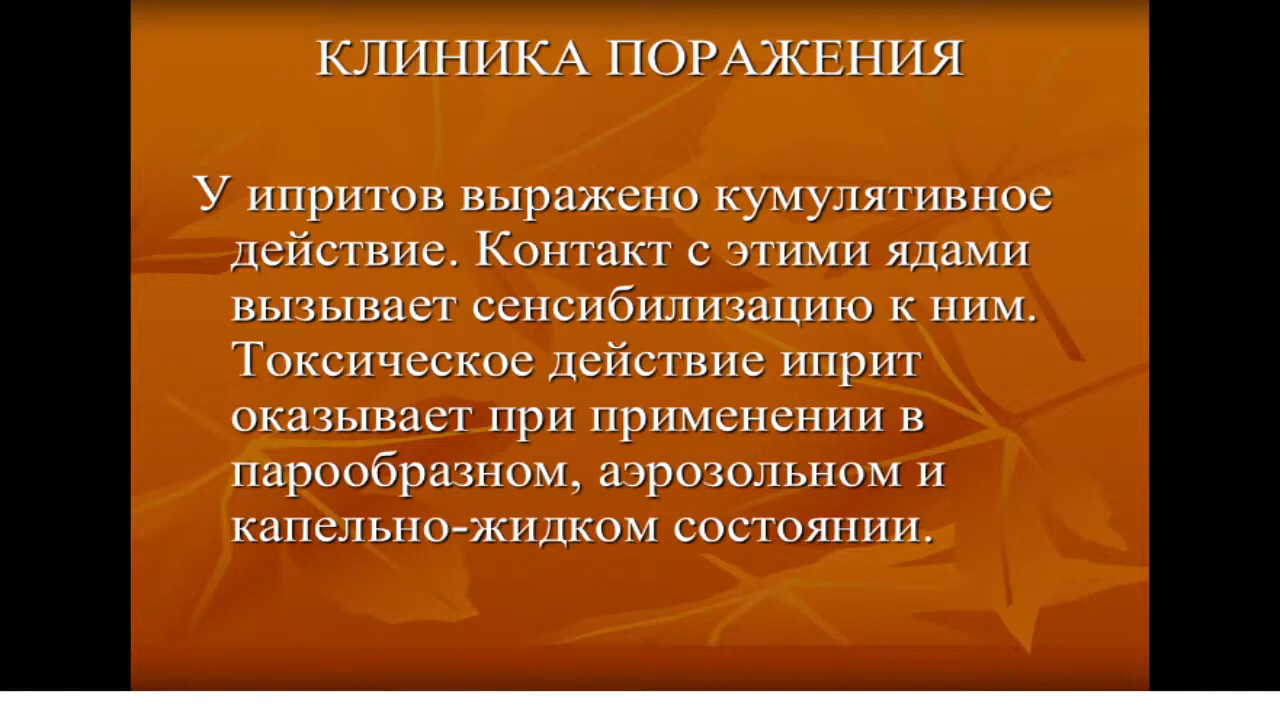 КЛИНИКА ПОРАЖЕНИЯ
У ипритов выражено кумулятивное
действие. Контакт с этими ядами
вызывает сенсибилизацию к ним.
Токсическое действие иприт
оказывает при применении в
парообразном, аэрозольном и
капельно-жидком состоянии.